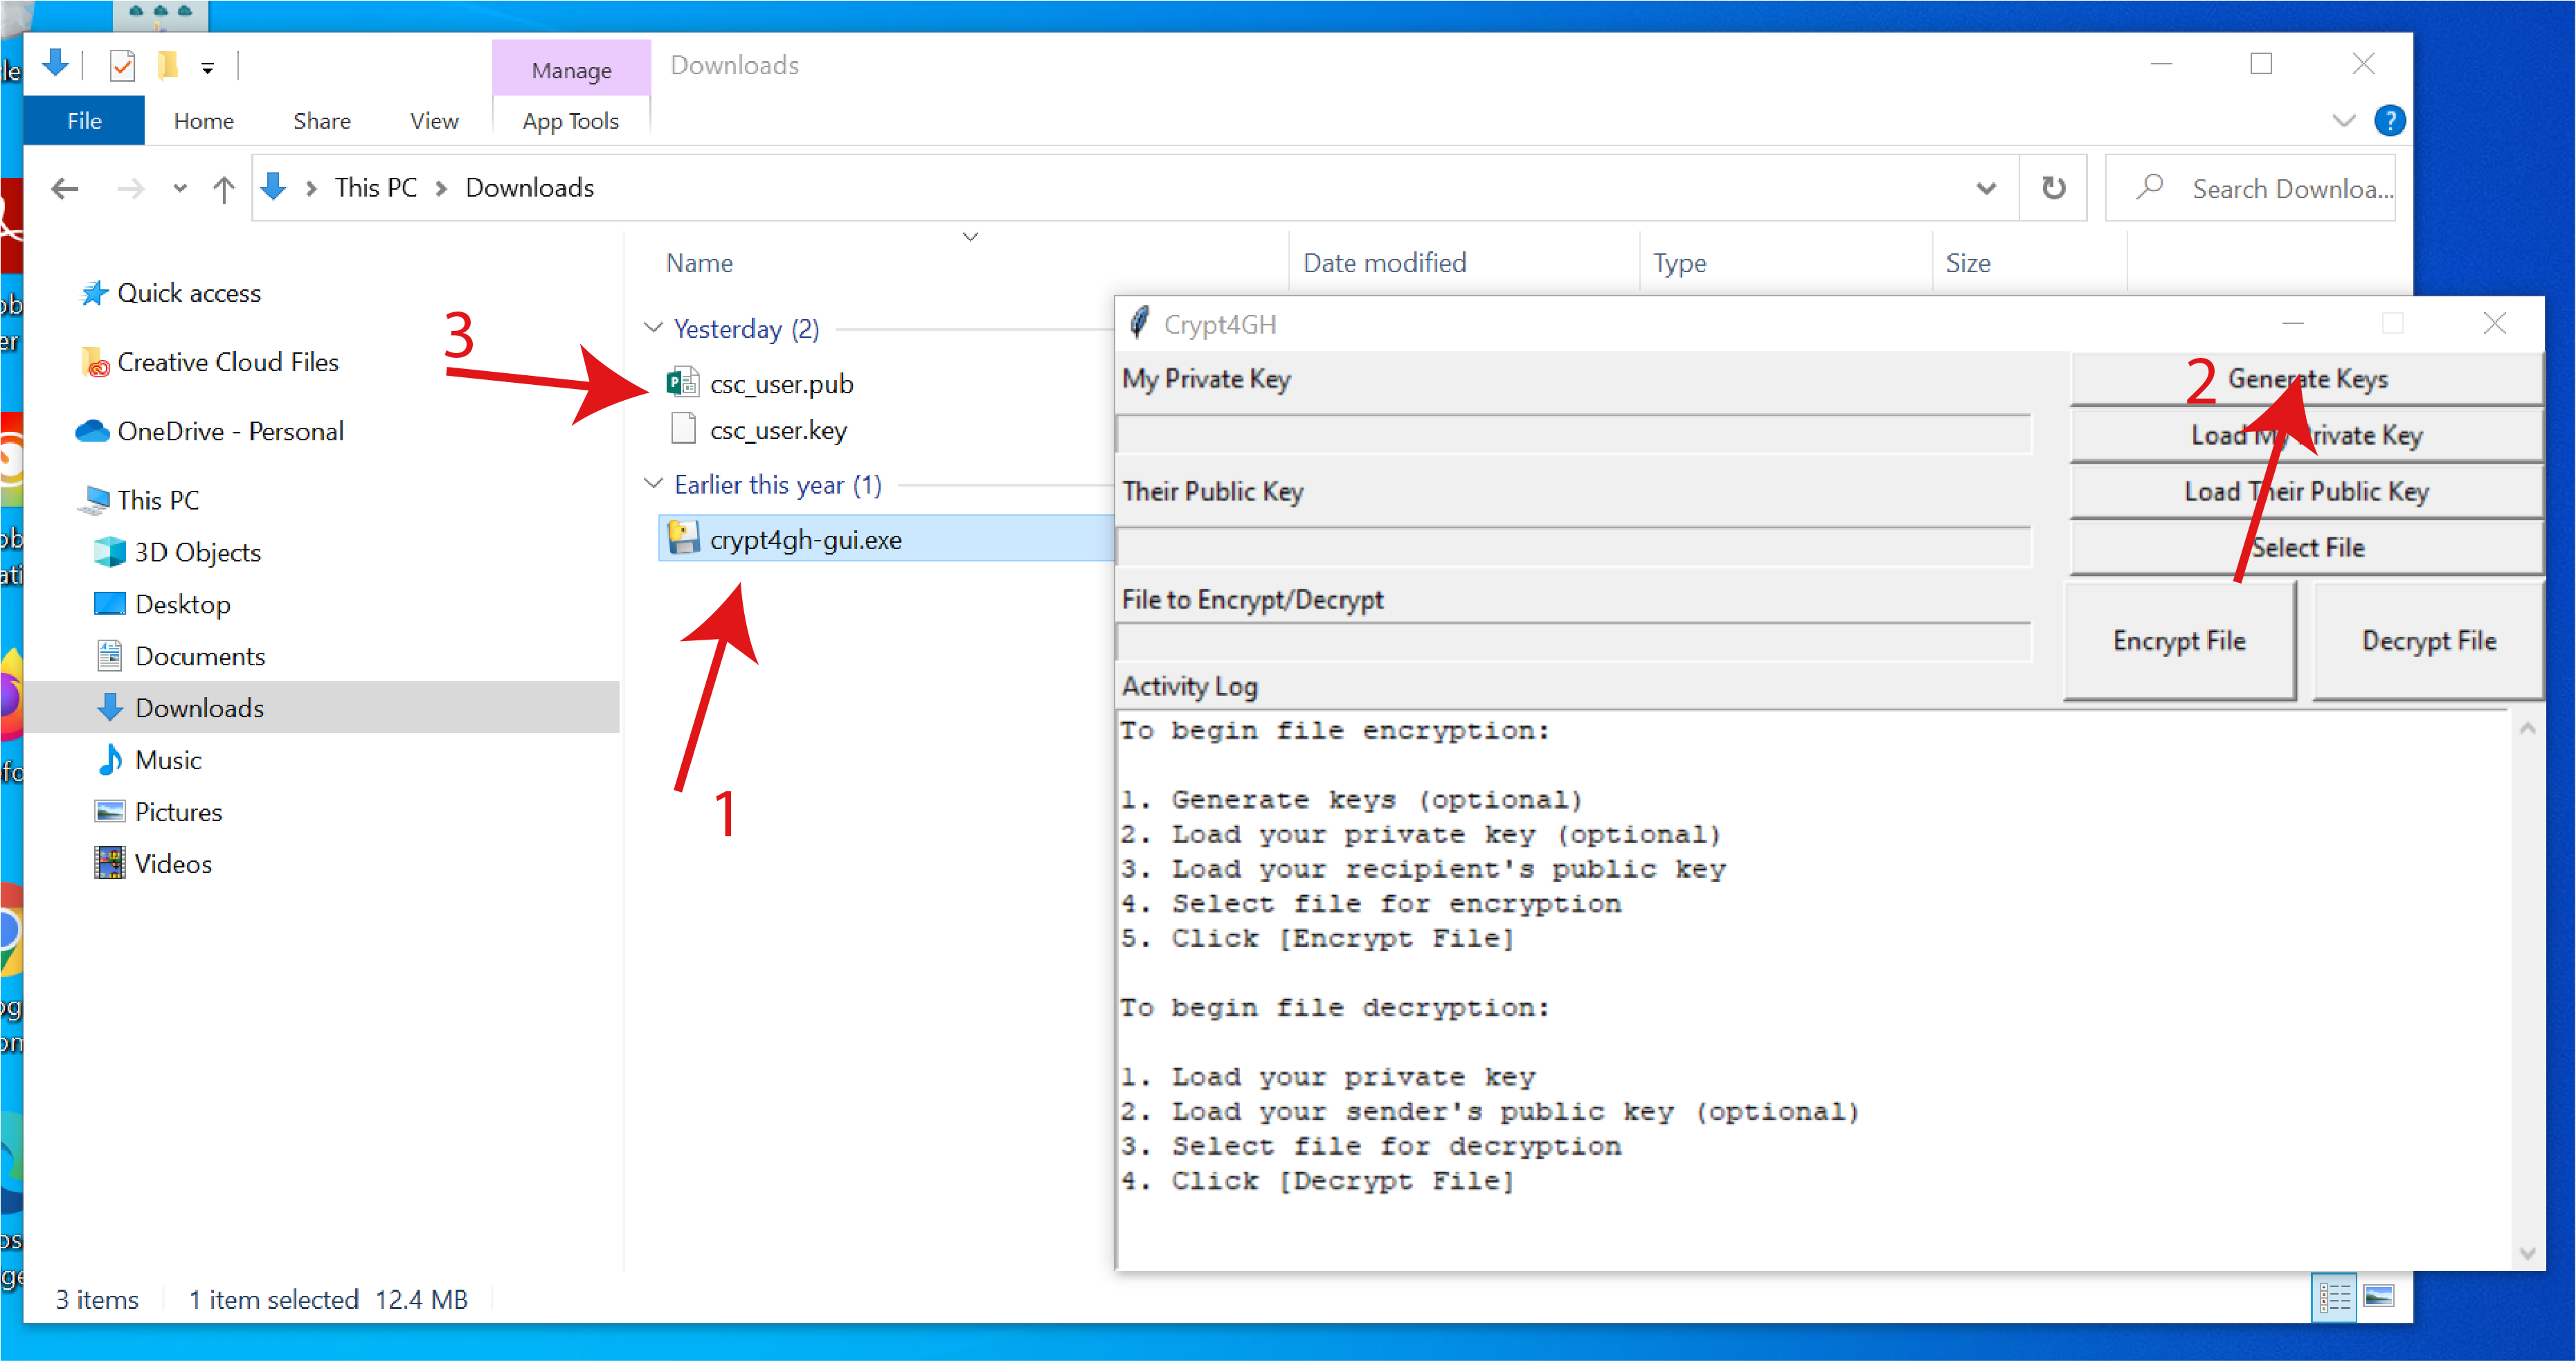 Manage
Downloads
File
Home
Share
View
App Tools
?
This PC
Downloads
Search Downloa...
Name
Date modified
Type
Size
Quick access
Creative Cloud Files
OneDrive - Personal
This PC
3D Objects
Desktop
Documents
Downloads
Music
Pictures
Videos
Yesterday (2)
3
csc_user.pub
csc_user.key
Earlier this year (1)
crypt4gh-gui.exe
1
Crypt4GH
My Private Key
2
Generate Keys
Load My Private Key
Their Public Key
Load Their Public Key
Select File
File to Encrypt/Decrypt
Encrypt File
Decrypt File
Activity Log
To begin file encryption:
1. Generate keys (optional)
2. Load your private key (optional)
3. Load your recipient's public key
4. Select file for encryption
5. Click [Encrypt File]
To begin file decryption:
1. Load your private key
2. Load your sender's public key (optional)
3. Select file for decryption
4. Click [Decrypt File]
3 items
1 item selected
12.4 MB